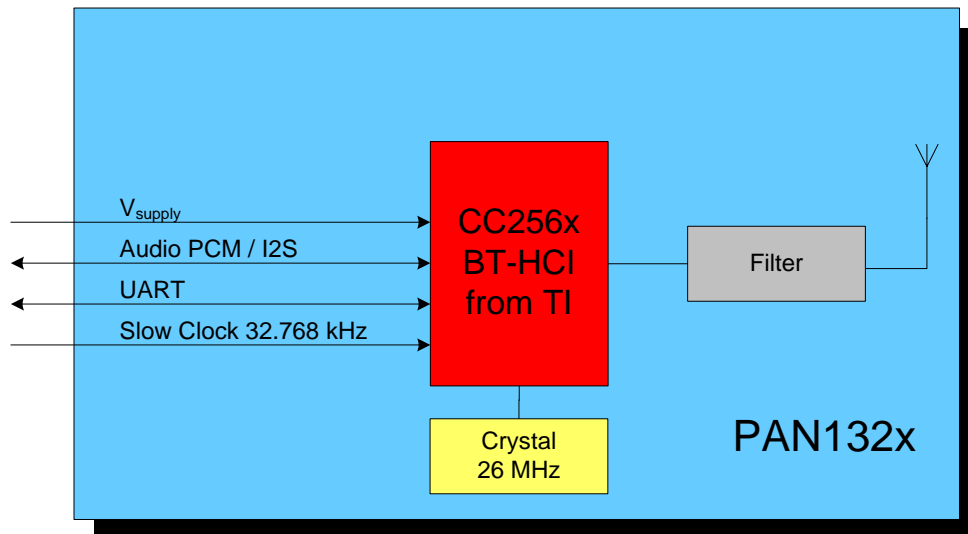 V_supply
Audio PCM / I2S
UART
Slow Clock 32.768 kHz
CC256x
BT-HCI
from TI
Filter
Crystal
26 MHz
PAN132x